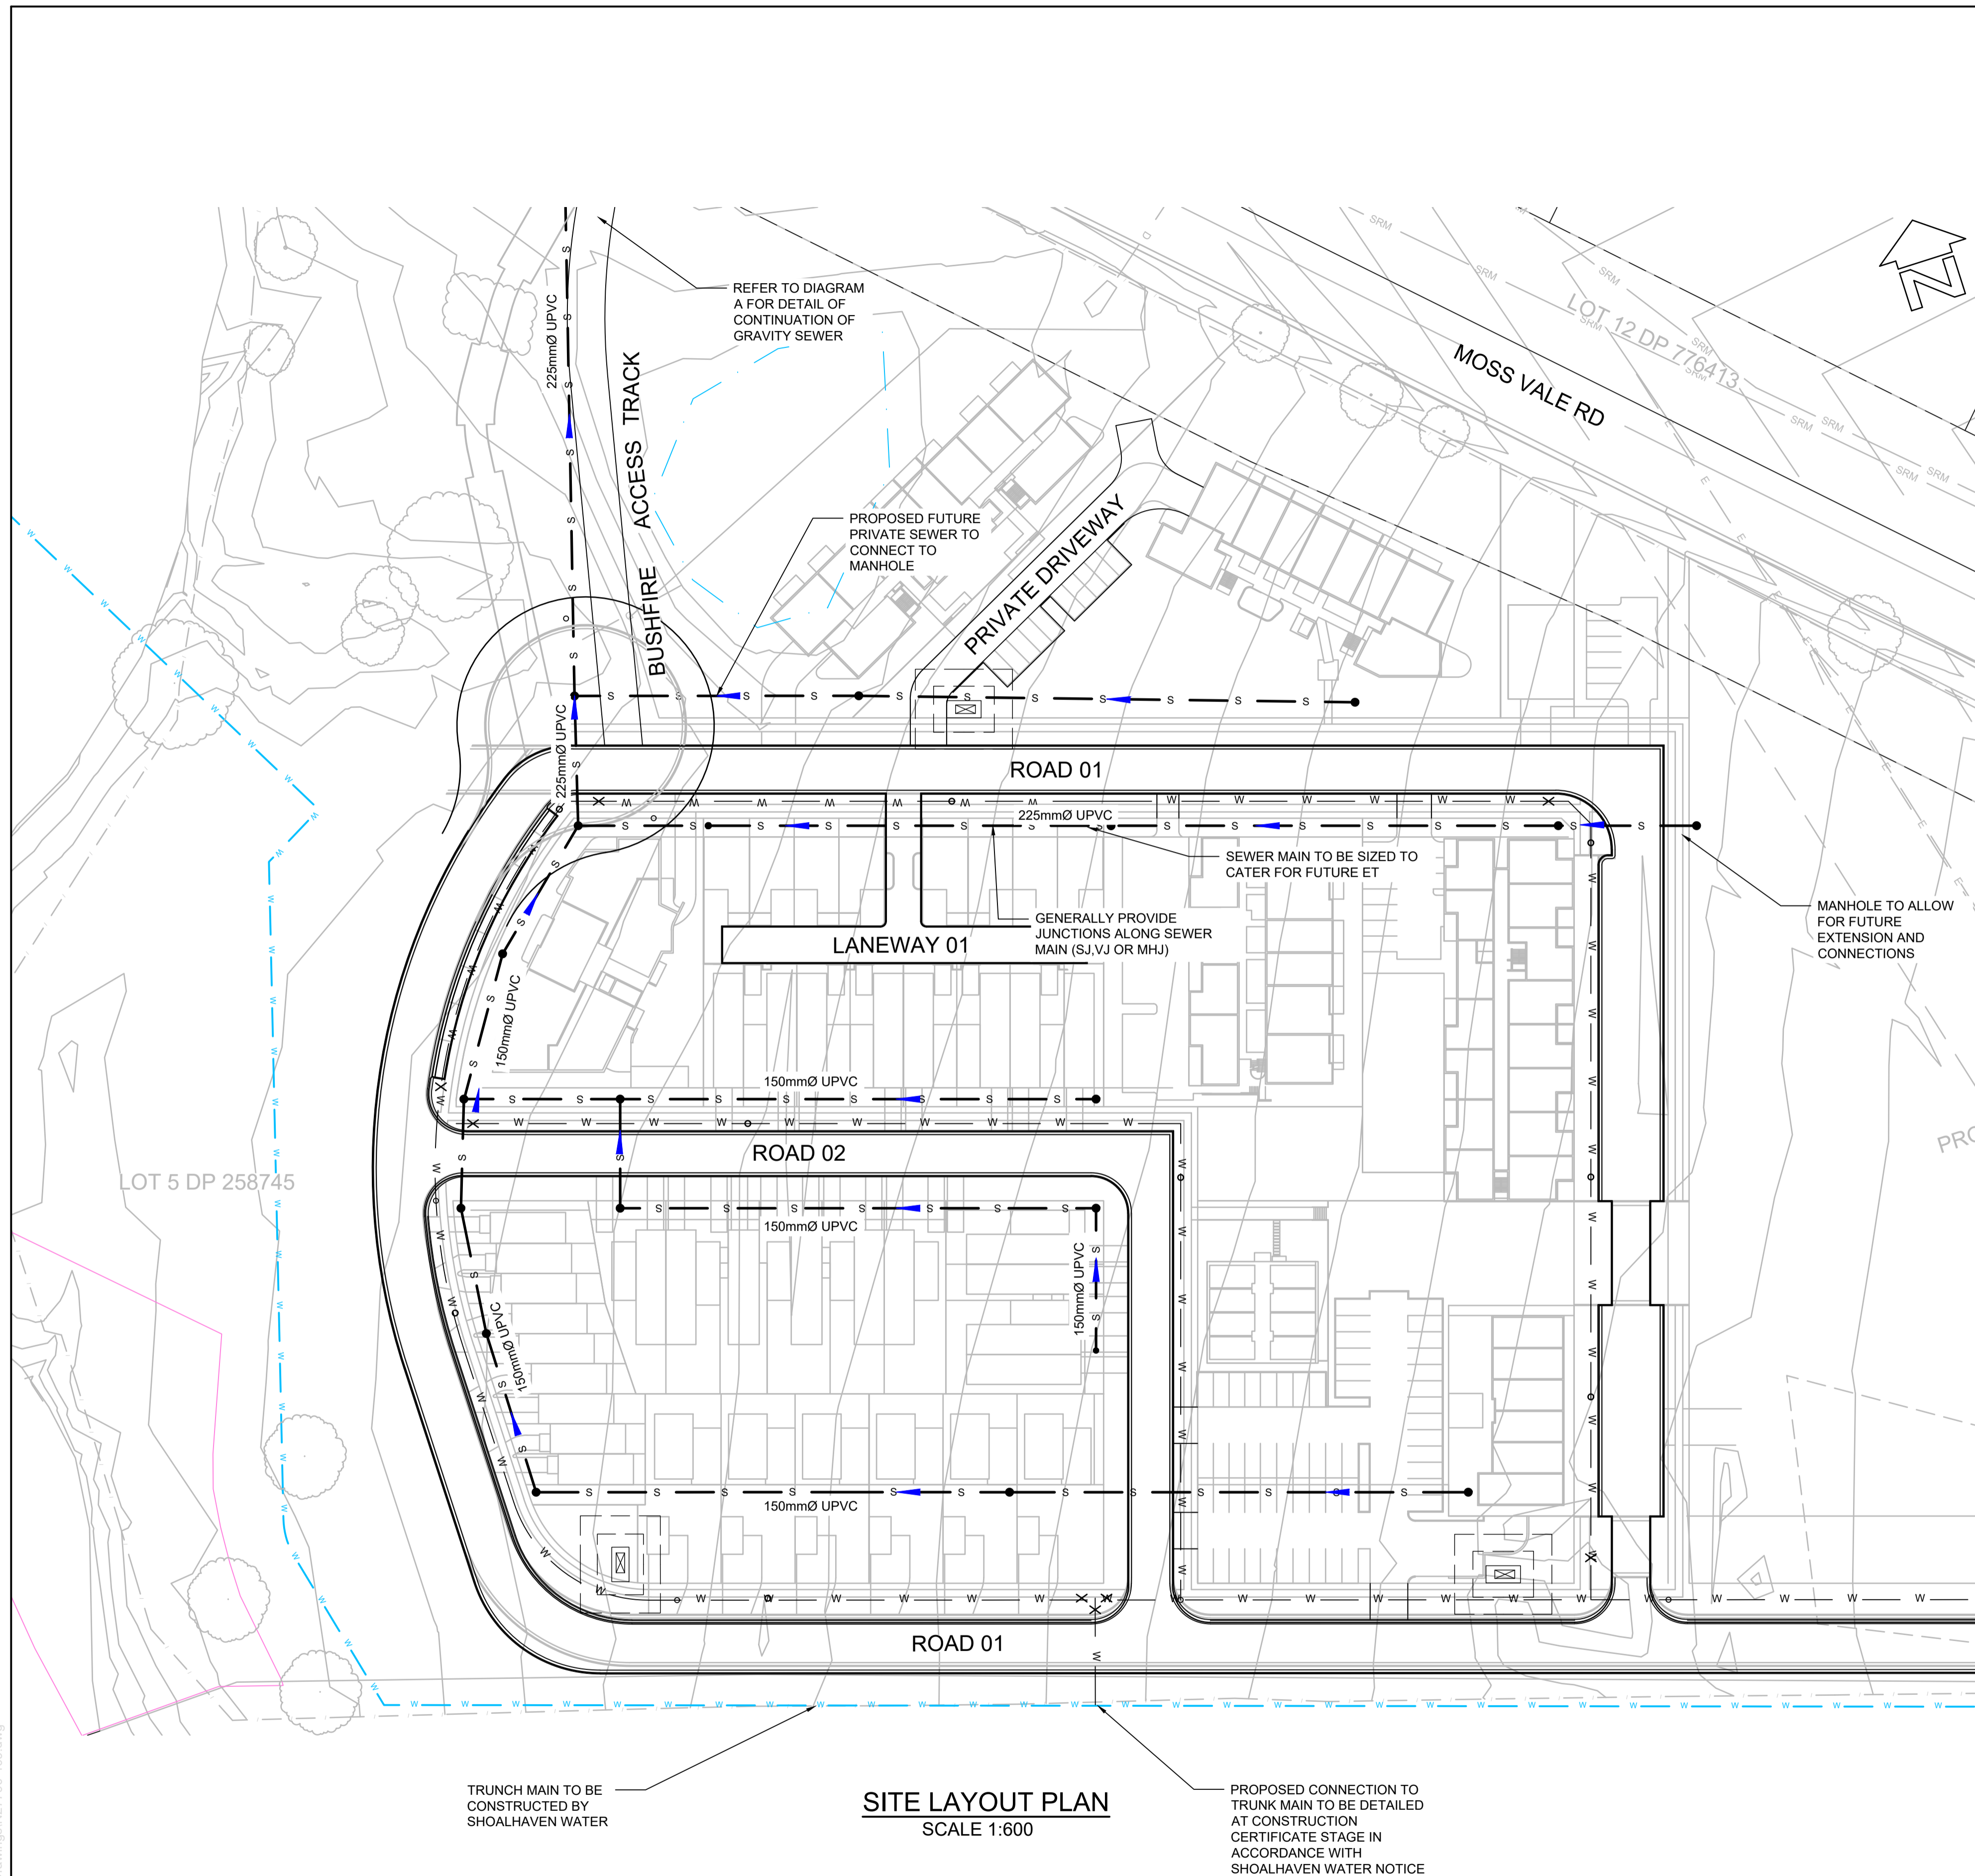 REFER TO DIAGRAM
A FOR DETAIL OF
CONTINUATION OF
GRAVITY SEWER
225mmØ UPVC
BUSHFIRE ACCESS TRACK
LOT 12 DP 776413
MOSS VALE RD
N
PROPOSED FUTURE
PRIVATE SEWER TO
CONNECT TO
MANHOLE
PRIVATE DRIVEWAY
225mmØ UPVC
ROAD 01
225mmØ UPVC
SEWER MAIN TO BE SIZED TO
CATER FOR FUTURE ET
GENERALLY PROVIDE
JUNCTIONS ALONG SEWER
MAIN (SJ,VJ OR MHJ)
MANHOLE TO ALLOW
FOR FUTURE
EXTENSION AND
CONNECTIONS
LANEWAY 01
150mmØ UPVC
150mmØ UPVC
ROAD 02
LOT 5 DP 258745
150mmØ UPVC
150mmØ UPVC
150mmØ UPVC
150mmØ UPVC
ROAD 01
TRUNCH MAIN TO BE
CONSTRUCTED BY
SHOALHAVEN WATER
SITE LAYOUT PLAN
SCALE 1:600
PROPOSED CONNECTION TO
TRUNK MAIN TO BE DETAILED
AT CONSTRUCTION
CERTIFICATE STAGE IN
ACCORDANCE WITH
SHOALHAVEN WATER NOTICE